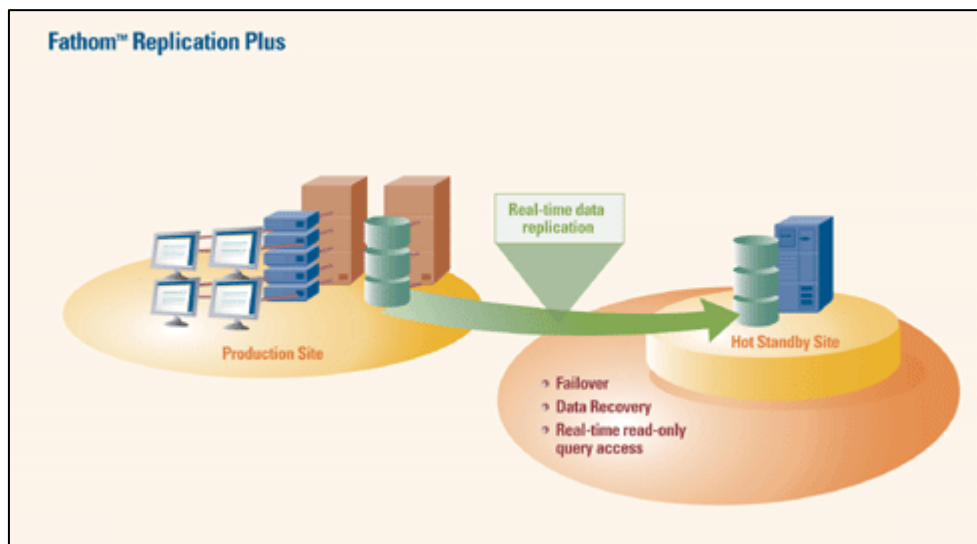 Fathom™ Replication Plus
Real-time data
replication
Production Site
Hot Standby Site
Failover
Data Recovery
Real-time read-only
query access